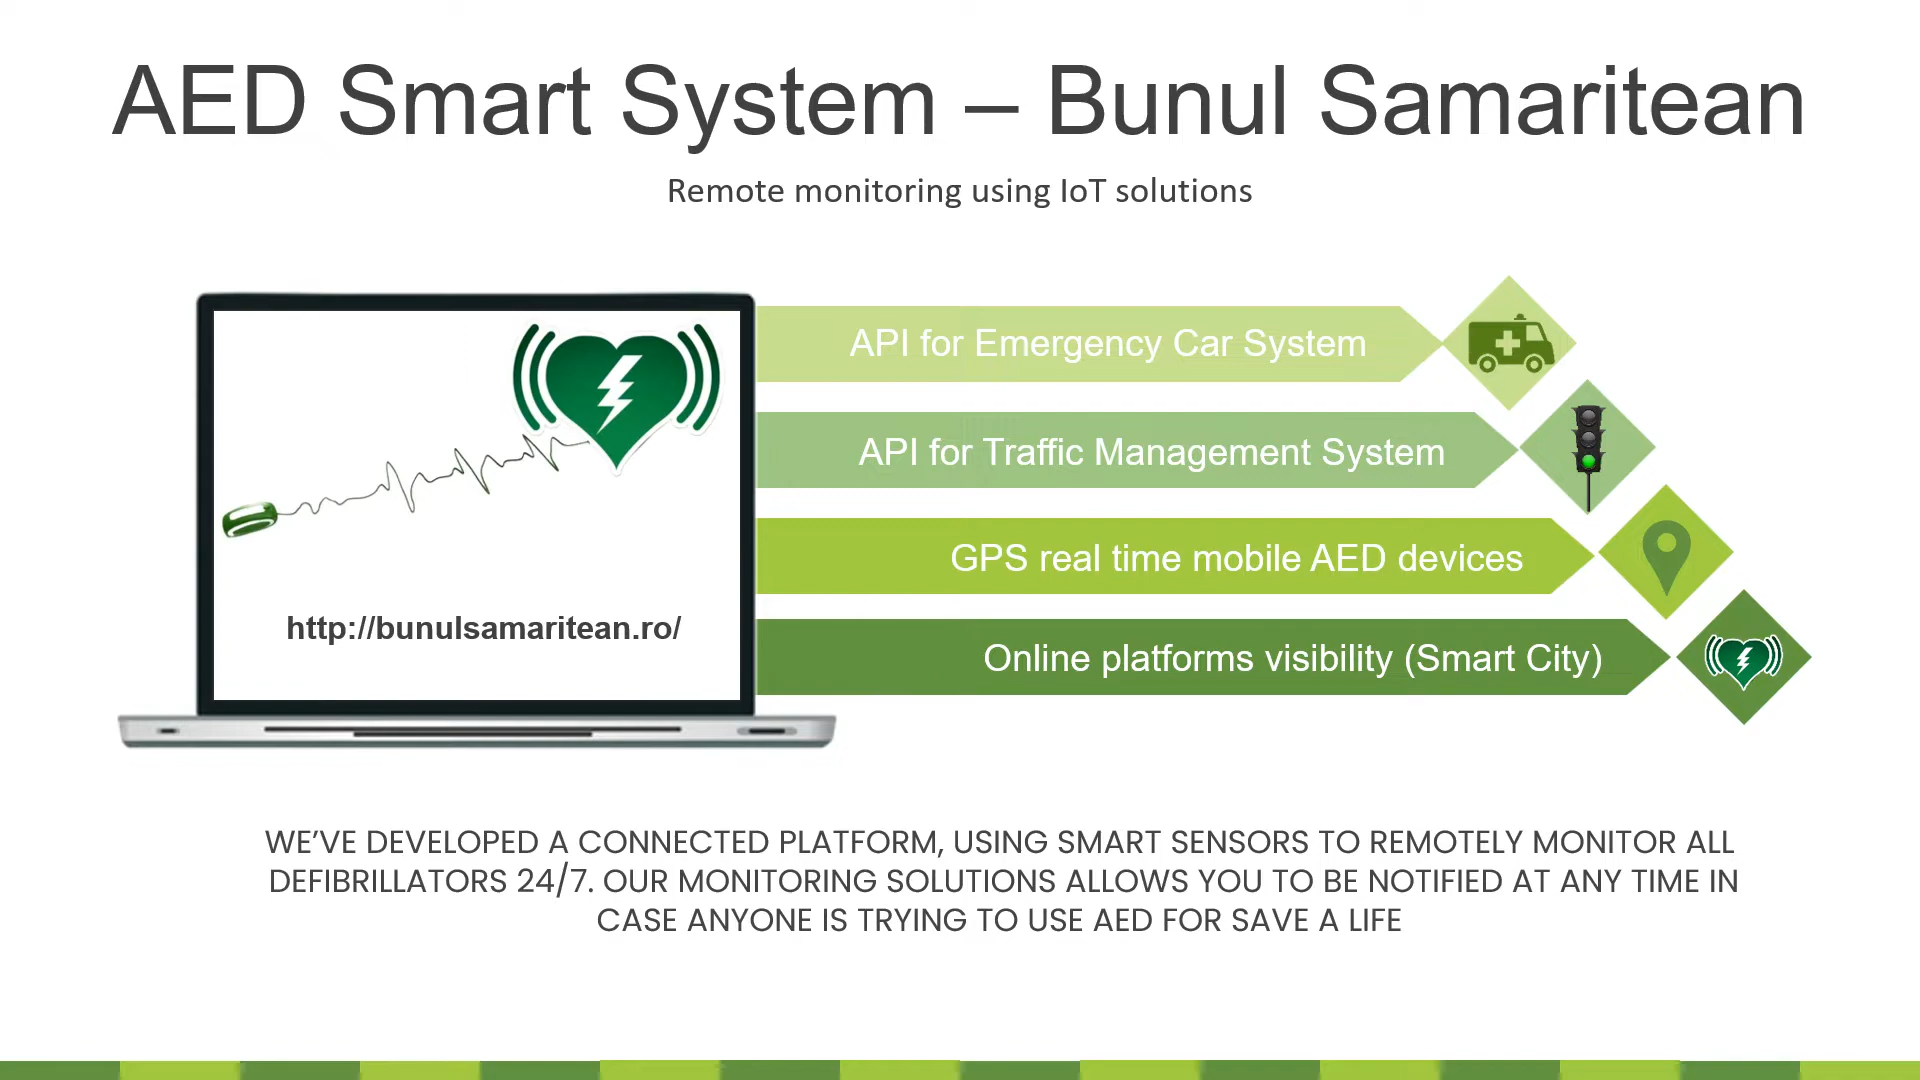 AED Smart System – Bunul Samaritean
Remote monitoring using IoT solutions
API for Emergency Car System
API for Traffic Management System
GPS real time mobile AED devices
http://bunulsamaritean.ro/
Online platforms visibility (Smart City)
WE’VE DEVELOPED A CONNECTED PLATFORM, USING SMART SENSORS TO REMOTELY MONITOR ALL
DEFIBRILLATORS 24/7. OUR MONITORING SOLUTIONS ALLOWS YOU TO BE NOTIFIED AT ANY TIME IN
CASE ANYONE IS TRYING TO USE AED FOR SAVE A LIFE